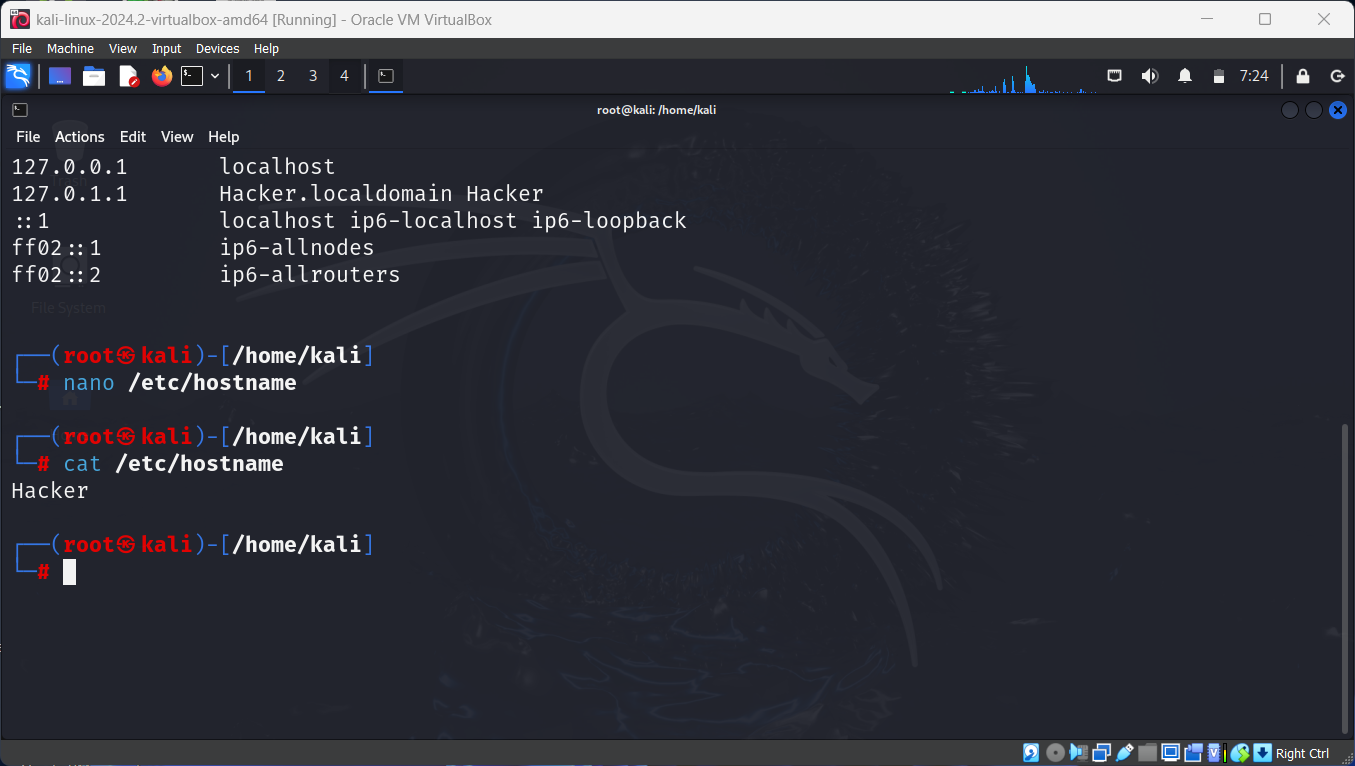 kali-linux-2024.2-virtualbox-amd64 [Running] - Oracle VM VirtualBox
File Machine View Input Devices Help
1 2 3 4 7:24
root@kali: /home/kali
File Actions Edit View Help
127.0.0.1 localhost
127.0.1.1 Hacker.localdomain Hacker
::1 localhost ip6-localhost ip6-loopback
ff02::1 ip6-allnodes
ff02::2 ip6-allrouters
File System
┌──(root㉿kali)-[/home/kali]
└─# nano /etc/hostname
┌──(root㉿kali)-[/home/kali]
└─# cat /etc/hostname
Hacker
┌──(root㉿kali)-[/home/kali]
└─#
Right Ctrl